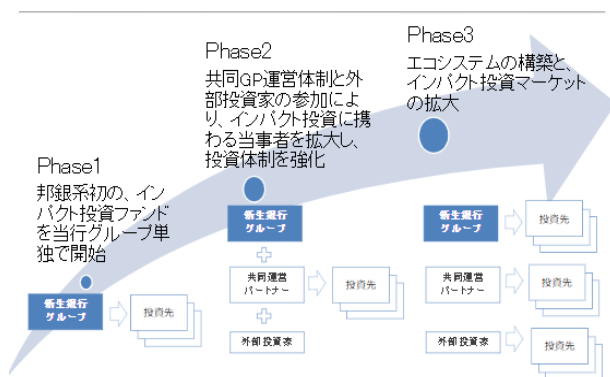 Phase1
邦銀系初の、イン
パクト投資ファンド
を当行グループ単
独で開始
新生銀行
グループ
投資先
Phase2
共同GP運営体制と外
部投資家の参加によ
り、インパクト投資に携
わる当事者を拡大し、
投資体制を強化
新生銀行
グループ
共同運営
パートナー
投資先
外部投資家
Phase3
エコシステムの構築と、
インパクト投資マーケット
の拡大
新生銀行
グループ
投資先
共同運営
パートナー
投資先
外部投資家
投資先